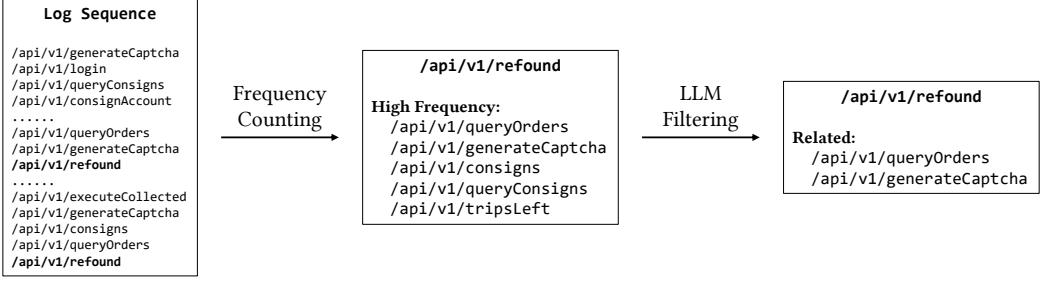 Log Sequence
/api/v1/generateCaptcha
/api/v1/login
/api/v1/queryConsigns
/api/v1/consignAccount
......
/api/v1/queryOrders
/api/v1/generateCaptcha
/api/v1/refound
......
/api/v1/executeCollected
/api/v1/generateCaptcha
/api/v1/consigns
/api/v1/queryOrders
/api/v1/refound
Frequency
Counting
/api/v1/refound
High Frequency:
/api/v1/queryOrders
/api/v1/generateCaptcha
/api/v1/consigns
/api/v1/queryConsigns
/api/v1/tripsLeft
LLM
Filtering
/api/v1/refound
Related:
/api/v1/queryOrders
/api/v1/generateCaptcha